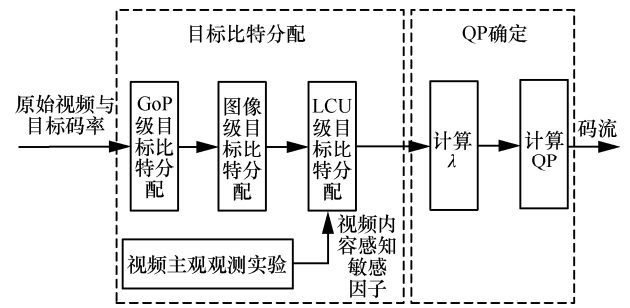 目标比特分配
QP确定
原始视频与
目标码率
GoP
级目
标比
特分
配
图像
级目
标比
特分
配
LCU
级目
标比
特分
配
计算
λ
计算
QP
码流
视频主观观测实验
视频内
容感知
敏感
因子